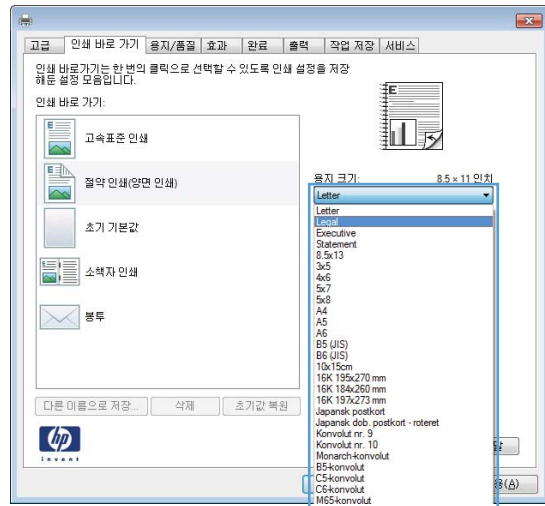 고급 인쇄 바로 가기 용지/품질 효과 완료 출력 작업 저장 서비스
인쇄 바로가기는 한 번의 클릭으로 선택할 수 있도록 인쇄 설정을 저장
해둔 설정 모음입니다.
인쇄 바로 가기:
고속표준 인쇄
절약 인쇄(양면 인쇄)
초기 기본값
소책자 인쇄
봉투
다른 이름으로 저장... 삭제 초기값 복원
hp
invent
E
용지 크기: 8.5 × 11 인치
Letter
Letter
Legal
Executive
Statement
8.5x13
3x5
4x6
5x7
5x8
A4
A5
A6
B5 (JIS)
B6 (JIS)
10x15cm
16K 195x270 mm
16K 184x260 mm
16K 197x273 mm
Japansk postkort
Japansk dob. postkort - roteret
Konvolut nr. 9
Konvolut nr. 10
Monarch-konvolut
B5-konvolut
C5-konvolut
C6-konvolut
M65-konvolut
(A)